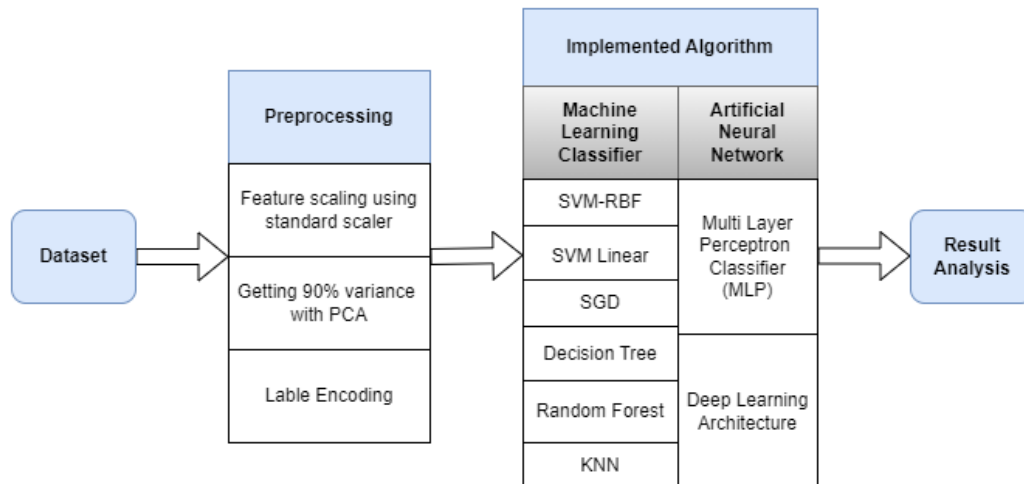 Dataset
Preprocessing
Feature scaling using
standard scaler
Getting 90% variance
with PCA
Lable Encoding
Implemented Algorithm
Machine
Learning
Classifier
SVM-RBF
SVM Linear
SGD
Decision Tree
Random Forest
KNN
Artificial
Neural
Network
Multi Layer
Perceptron
Classifier
(MLP)
Deep Learning
Architecture
Result
Analysis